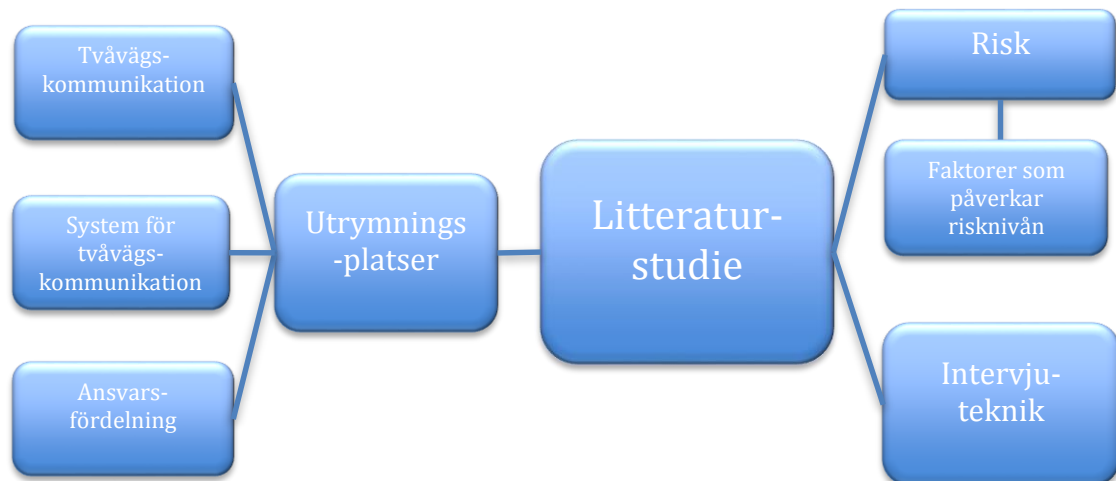 Tvåvägs-
kommunikation
System för
tvåvägs-
kommunikation
Ansvars-
fördelning
Utrymnings
-platser
Litteratur-
studie
Risk
Faktorer som
påverkar
risknivån
Intervju-
teknik